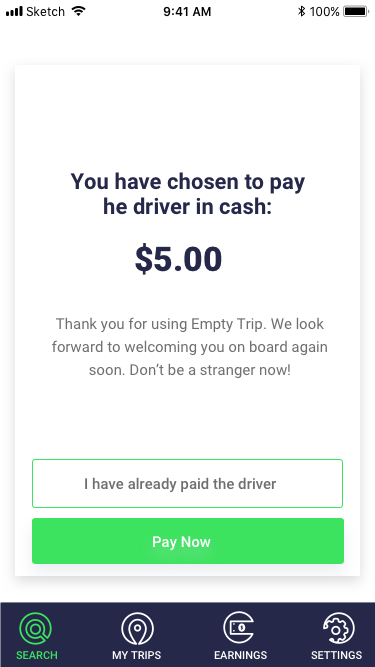 Sketch 9:41 AM 100%
You have chosen to pay
he driver in cash:
$5.00
Thank you for using Empty Trip. We look
forward to welcoming you on board again
soon. Don’t be a stranger now!
I have already paid the driver
Pay Now
SEARCH MY TRIPS EARNINGS SETTINGS